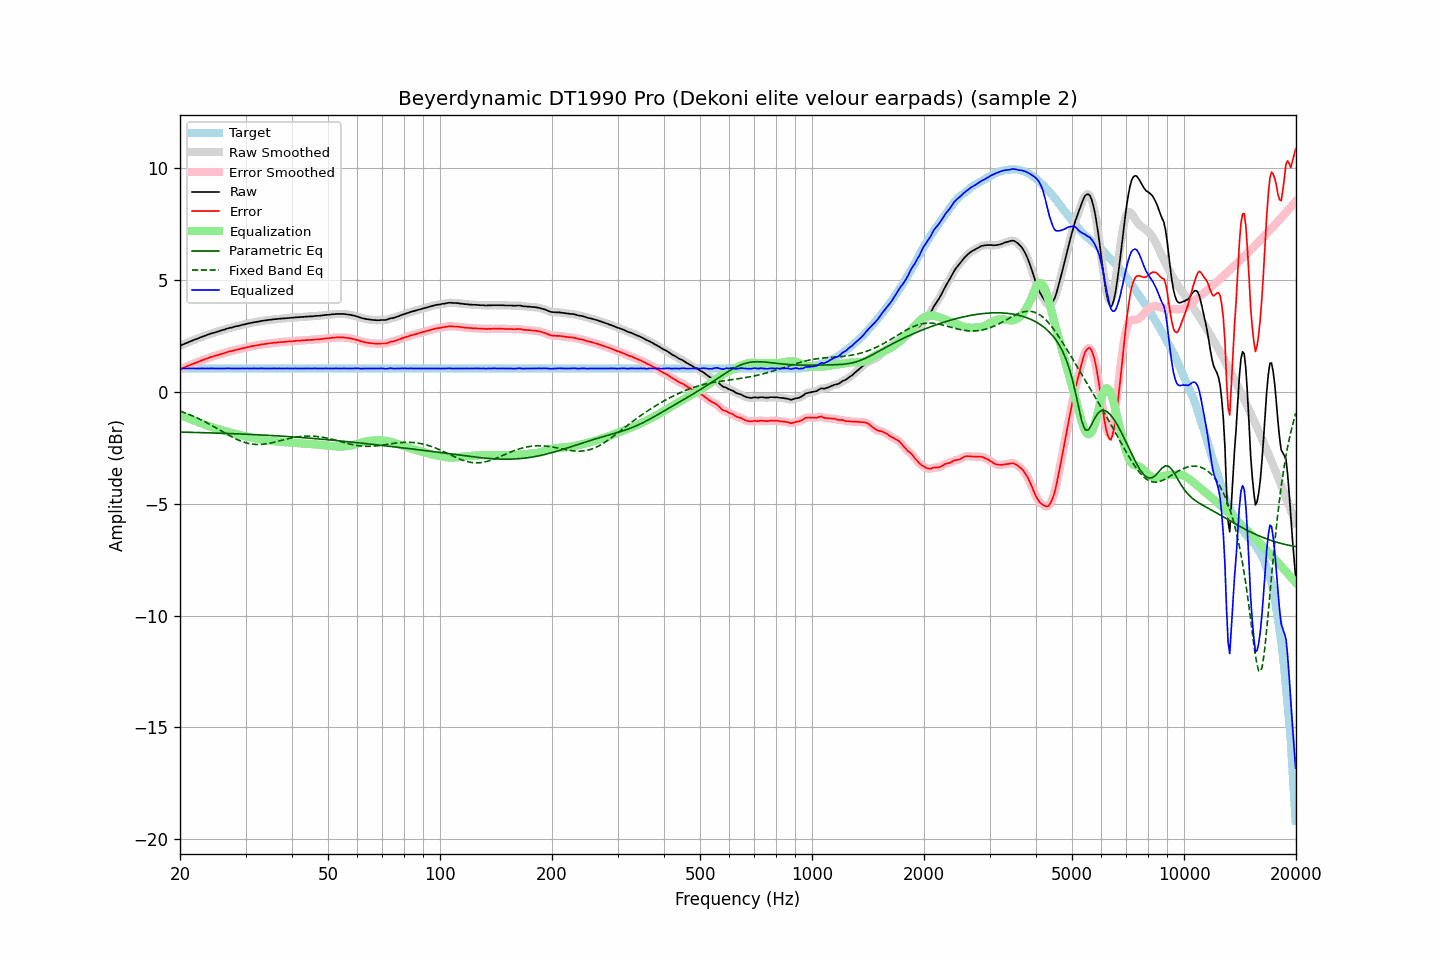 Beyerdynamic DT1990 Pro (Dekoni elite velour earpads) (sample 2)
Target
Raw Smoothed
Error Smoothed
Raw
Error
Equalization
Parametric Eq
Fixed Band Eq
Equalized
10
5
0
−5
−10
−15
−20
Amplitude (dBr)
20 50 100 200 500 1000 2000 5000 10000 20000
Frequency (Hz)